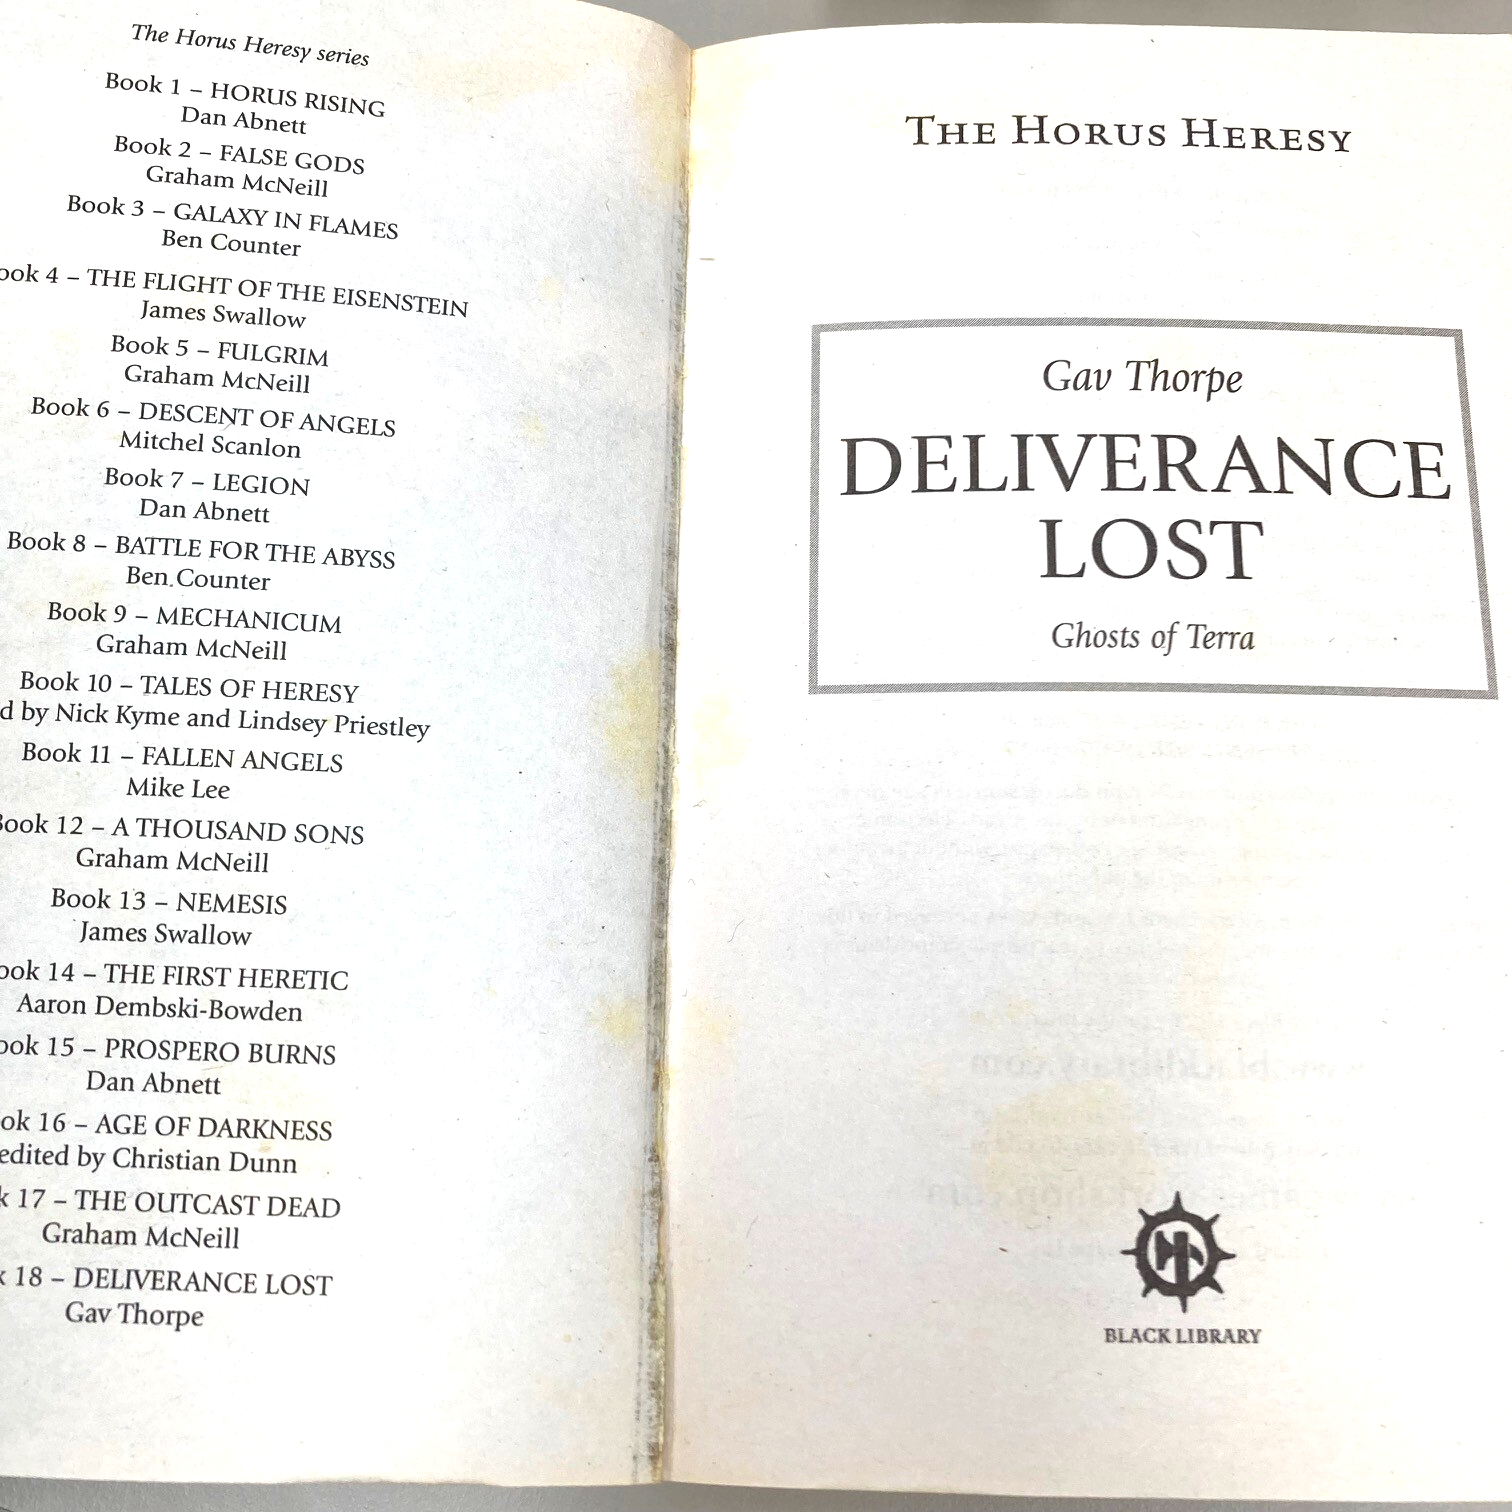 The Horus Heresy series
Book 1 – HORUS RISING
Dan Abnett
Book 2 – FALSE GODS
Graham McNeill
Book 3 – GALAXY IN FLAMES
Ben Counter
ook 4 – THE FLIGHT OF THE EISENSTEIN
James Swallow
Book 5 – FULGRIM
Graham McNeill
Book 6 – DESCENT OF ANGELS
Mitchel Scanlon
Book 7 – LEGION
Dan Abnett
Book 8 – BATTLE FOR THE ABYSS
Ben Counter
Book 9 – MECHANICUM
Graham McNeill
Book 10 – TALES OF HERESY
d by Nick Kyme and Lindsey Priestley
Book 11 – FALLEN ANGELS
Mike Lee
Book 12 – A THOUSAND SONS
Graham McNeill
Book 13 – NEMESIS
James Swallow
ook 14 – THE FIRST HERETIC
Aaron Dembski-Bowden
ook 15 – PROSPERO BURNS
Dan Abnett
ok 16 – AGE OF DARKNESS
edited by Christian Dunn
k 17 – THE OUTCAST DEAD
Graham McNeill
k 18 – DELIVERANCE LOST
Gav Thorpe
THE HORUS HERESY
Gav Thorpe
DELIVERANCE
LOST
Ghosts of Terra
BLACK LIBRARY